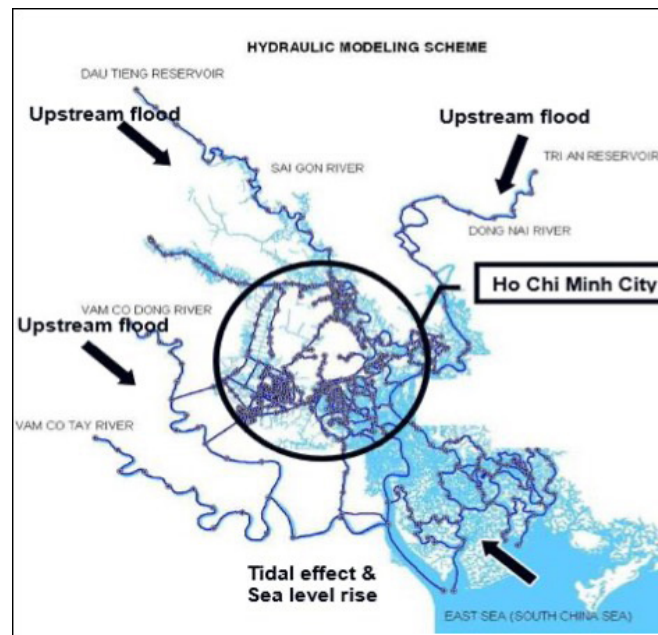 HYDRAULIC MODELING SCHEME
DAU TIENG RESERVOIR
Upstream flood
Upstream flood
SAI GON RIVER
TRI AN RESERVOIR
DONG NAI RIVER
Ho Chi Minh City
VAM CO DONG RIVER
Upstream flood
VAM CO TAY RIVER
Tidal effect &
Sea level rise
EAST SEA (SOUTH CHINA SEA)